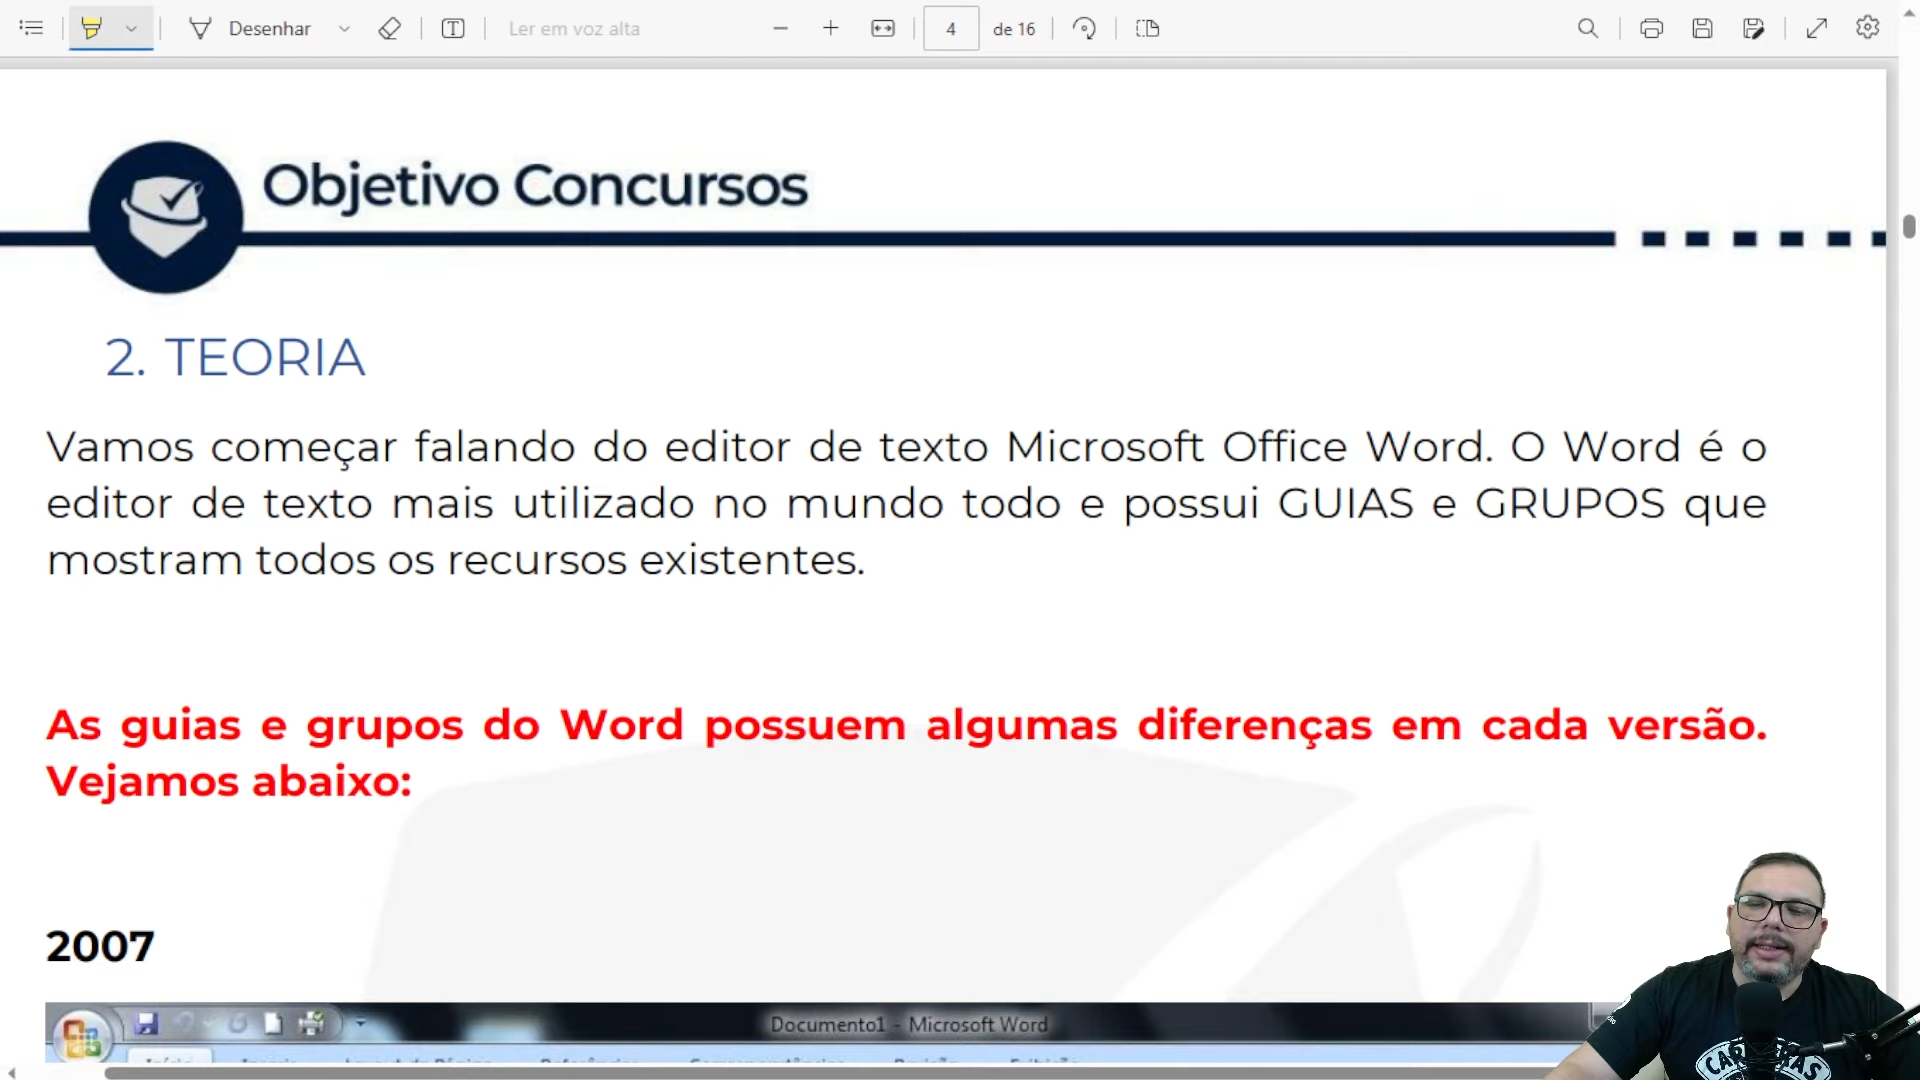 Desenhar
Ler em voz alta
4
de 16
Objetivo Concursos
2. TEORIA
Vamos começar falando do editor de texto Microsoft Office Word. O Word é o
editor de texto mais utilizado no mundo todo e possui GUIAS e GRUPOS que
mostram todos os recursos existentes.
As guias e grupos do Word possuem algumas diferenças em cada versão.
Vejamos abaixo:
2007
Documento1 - Microsoft Word